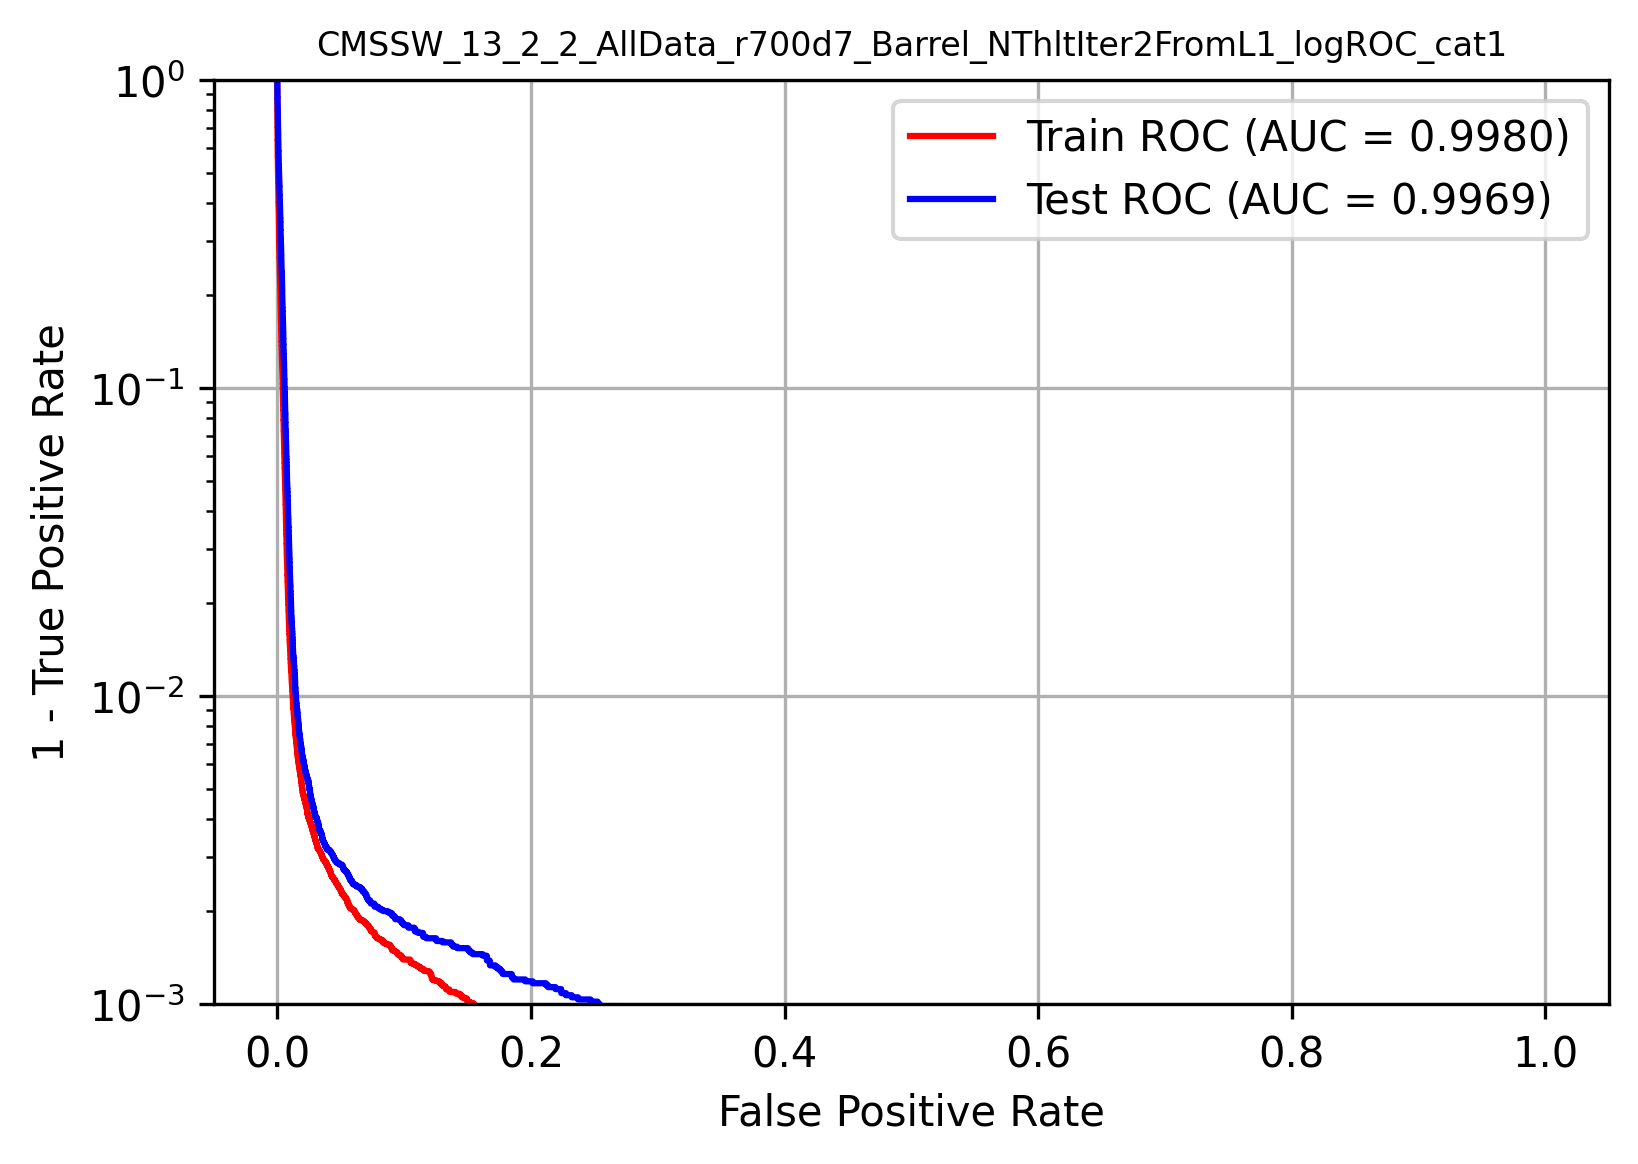 CMSSW_13_2_2_AllData_r700d7_Barrel_NThltIter2FromL1_logROC_cat1
10⁰
10⁻¹
10⁻²
10⁻³
1 - True Positive Rate
Train ROC (AUC = 0.9980)
Test ROC (AUC = 0.9969)
0.0 0.2 0.4 0.6 0.8 1.0
False Positive Rate